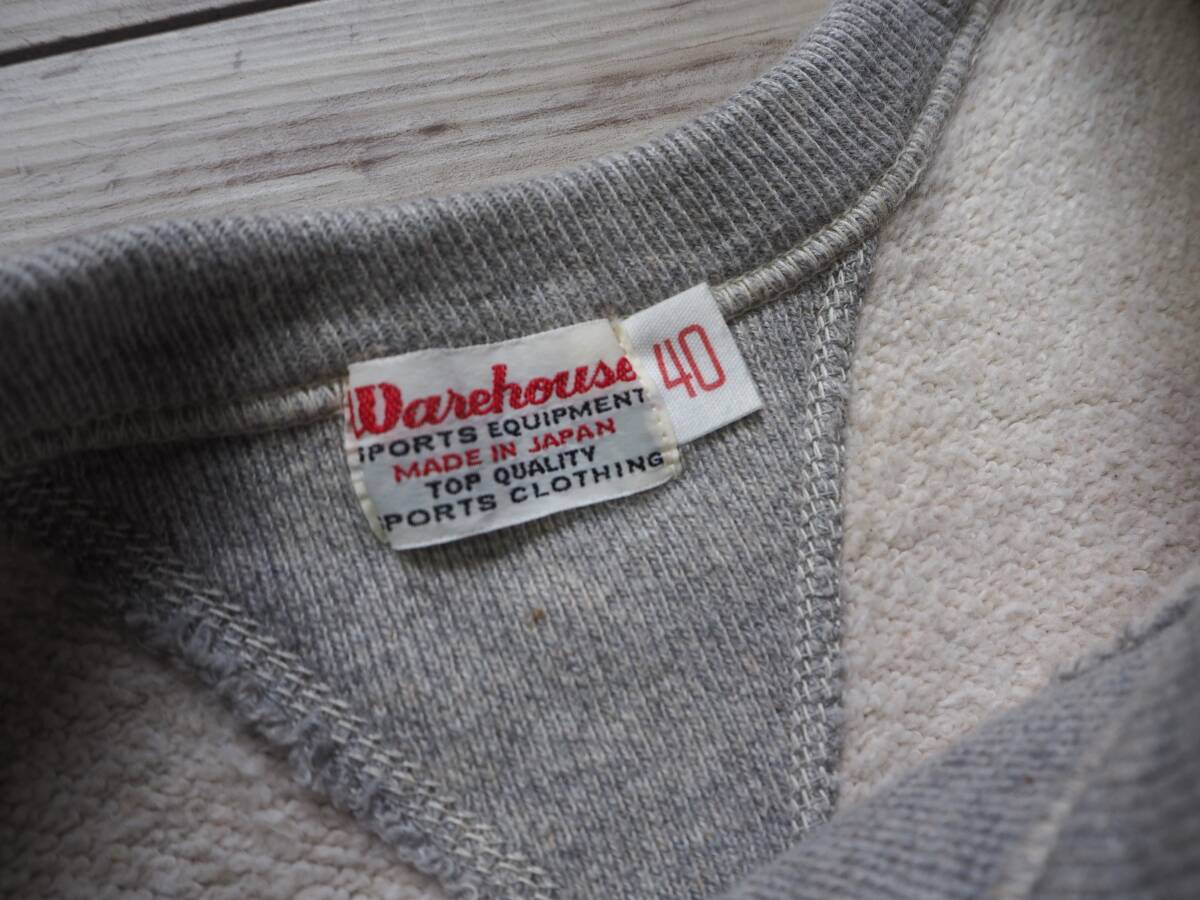 Warehouse
PORTS EQUIPMENT
MADE IN JAPAN
TOP QUALITY
PORTS CLOTHING
40